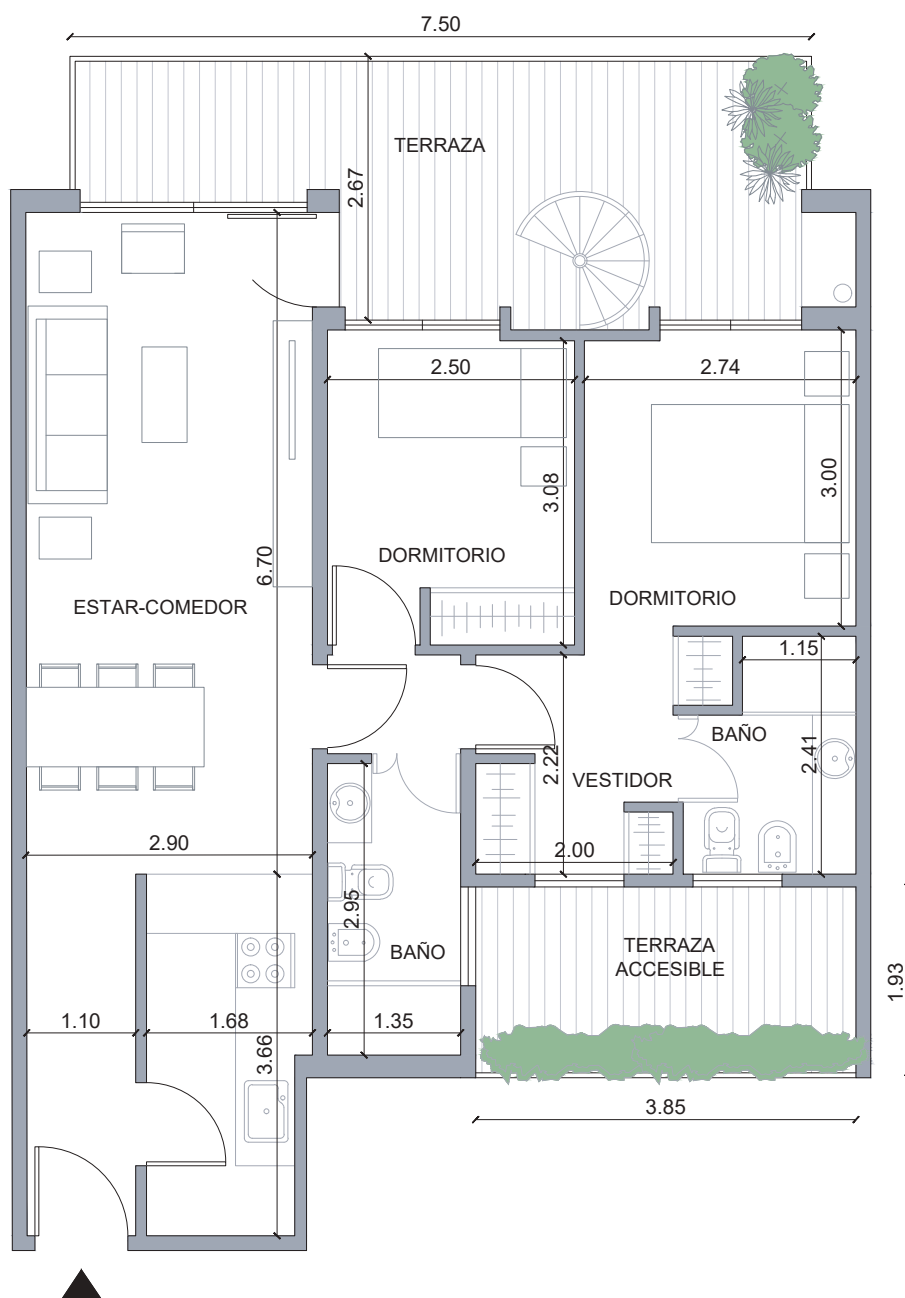 7.50
TERRAZA
2.67
2.50
2.74
3.08
3.00
DORMITORIO
6.70
ESTAR-COMEDOR
DORMITORIO
1.15
BAÑO
2.41
2.22
VESTIDOR
2.90
2.00
2.95
BAÑO
TERRAZA
ACCESIBLE
1.93
1.10
1.68
1.35
3.66
3.85